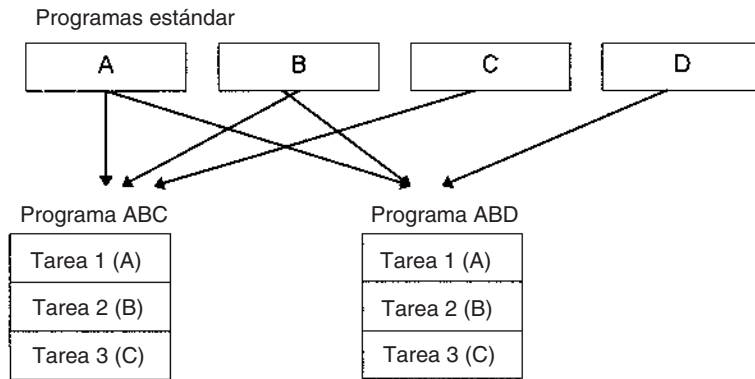 Programas estándar
A B C D
Programa ABC Programa ABD
Tarea 1 (A) Tarea 1 (A)
Tarea 2 (B) Tarea 2 (B)
Tarea 3 (C) Tarea 3 (C)